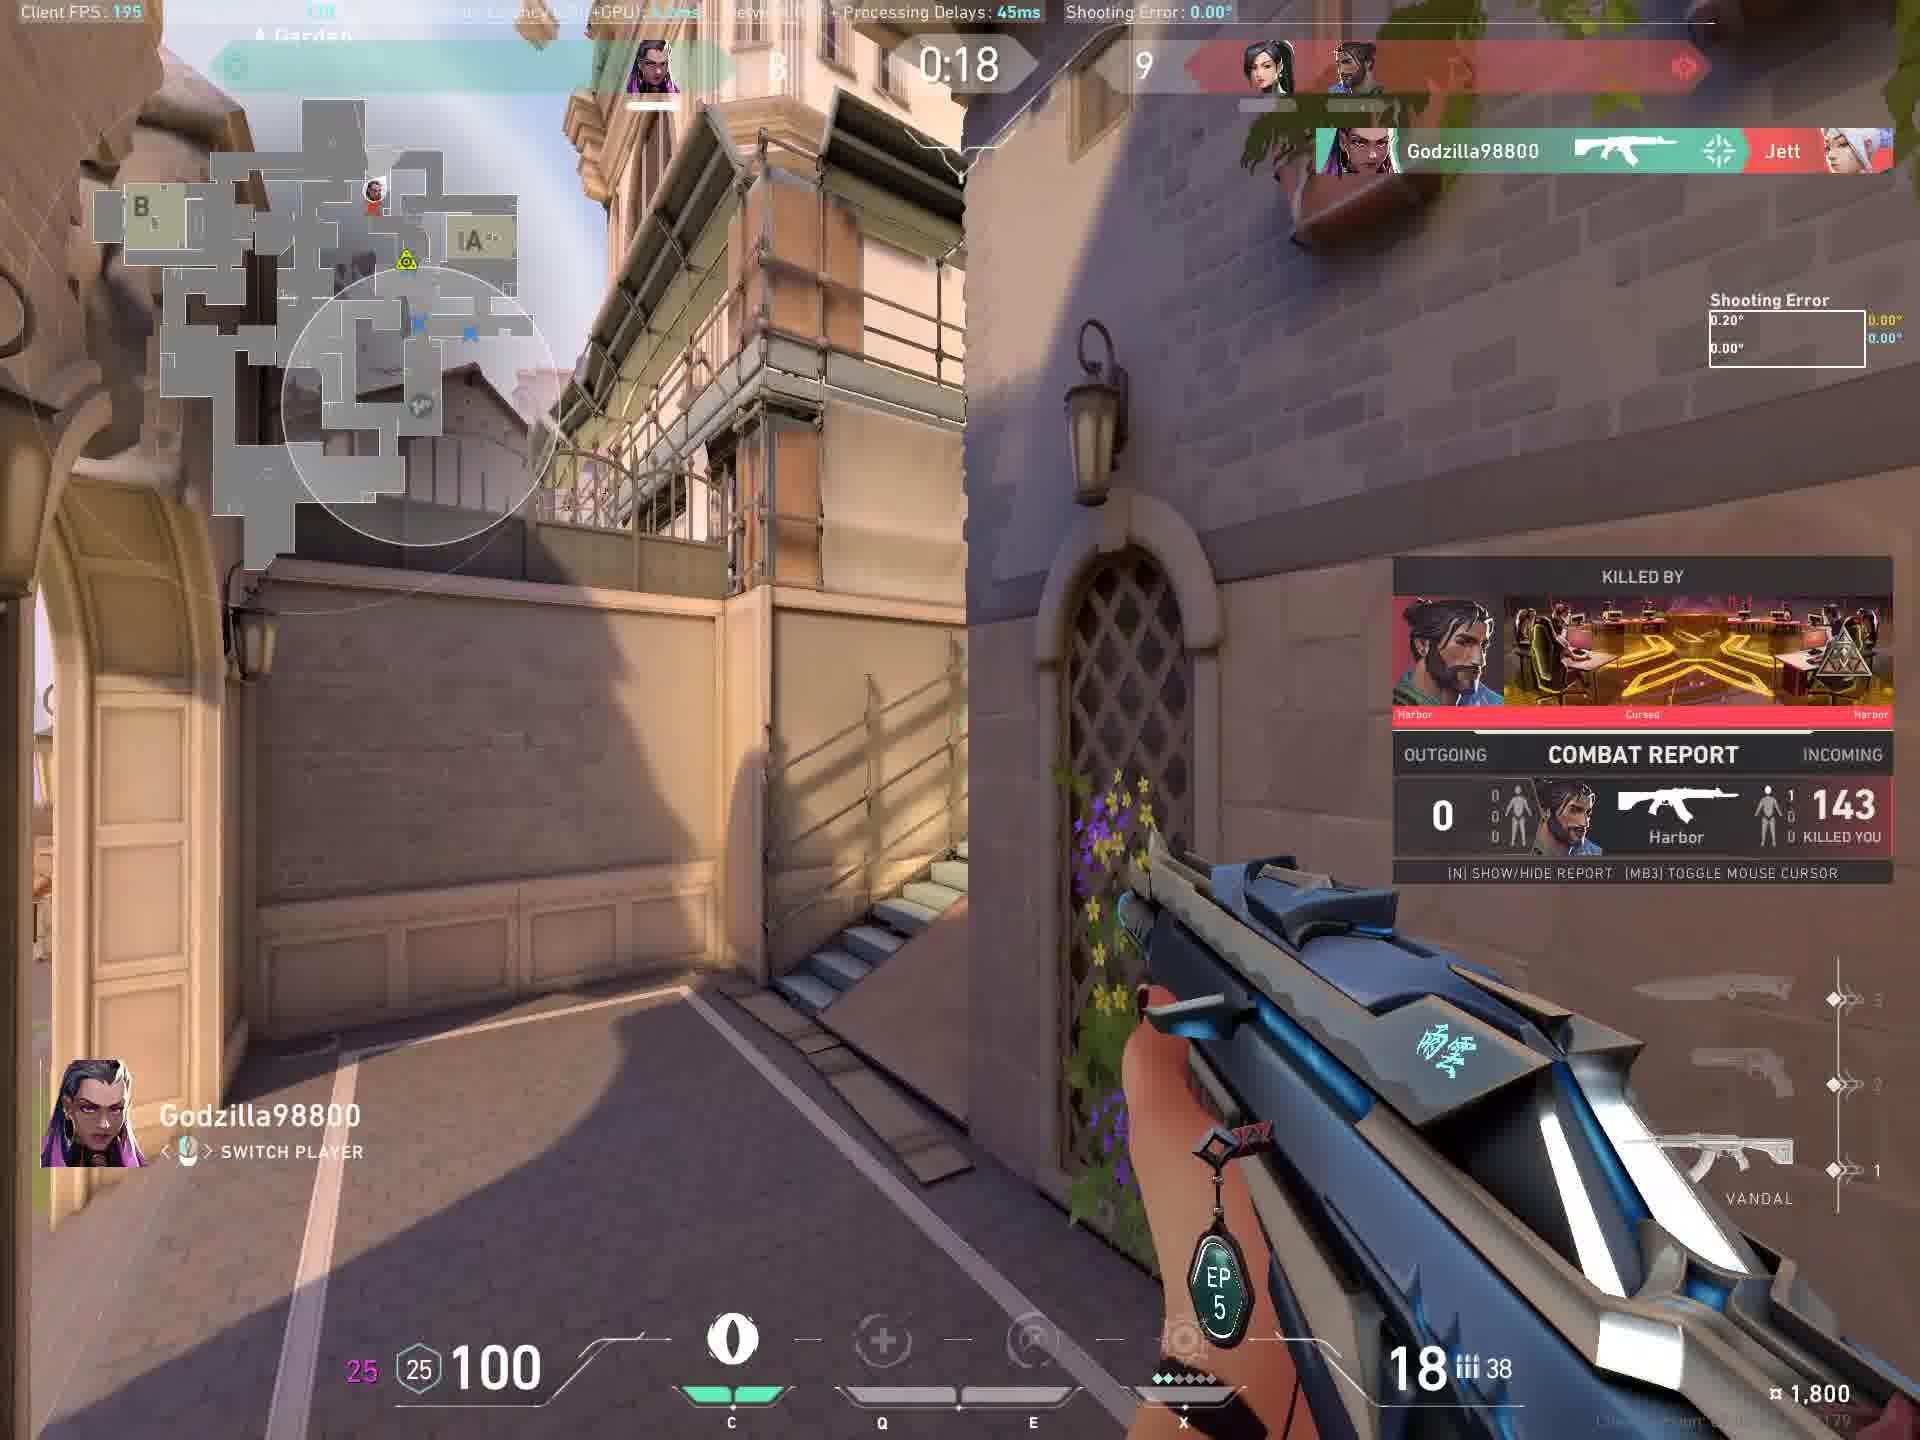 Client FPS: 195
Processing Delays: 45ms
Shooting Error: 0.00°
A Garden
8
0:18
9
Godzilla98800
Jett
B
A
Shooting Error
0.20°
0.00°
0.00°
0.00°
KILLED BY
Harbor
Cursed
Harbor
OUTGOING
COMBAT REPORT
INCOMING
0
0
0
0
Harbor
1
0
0
143
KILLED YOU
[N] SHOW/HIDE REPORT [MB3] TOGGLE MOUSE CURSOR
3
2
1
VANDAL
Godzilla98800
< > SWITCH PLAYER
EP
5
25
25
100
C
Q
E
X
18
38
1,800